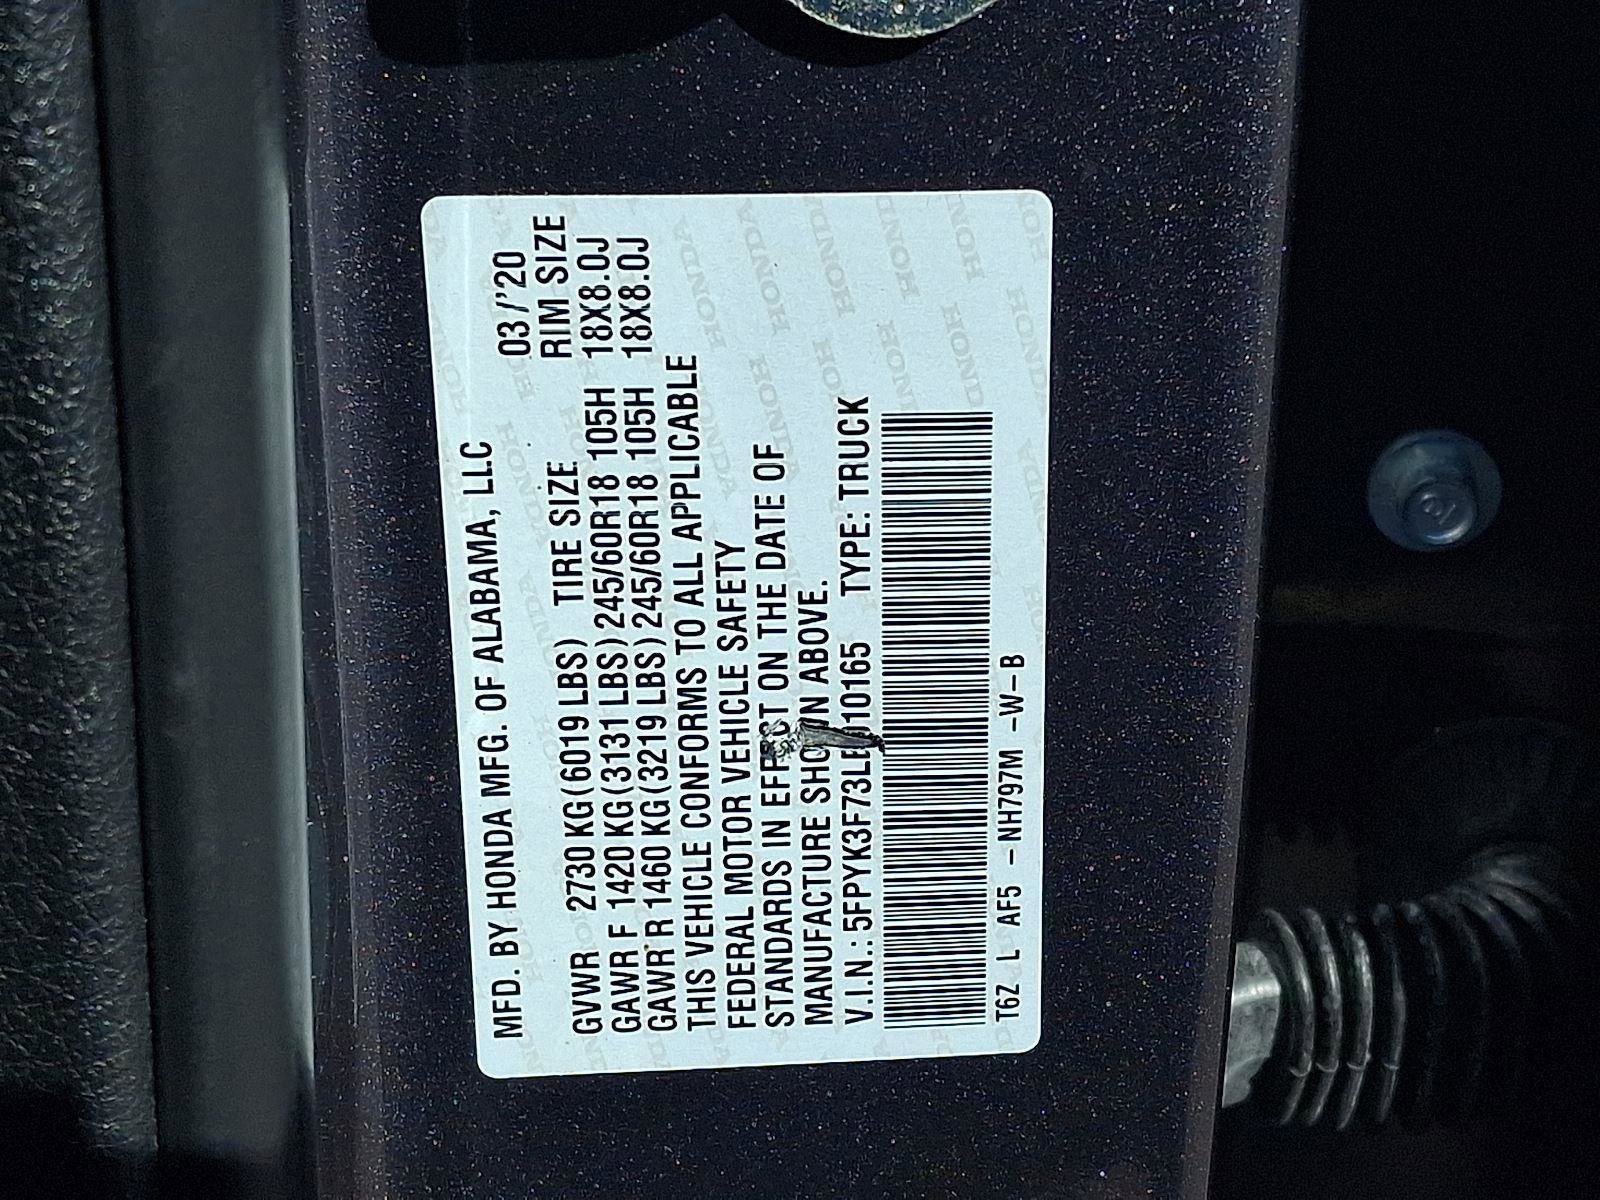 MFD. BY HONDA MFG. OF ALABAMA, LLC 03/'20
TIRE SIZE RIM SIZE
GVWR 2730 KG (6019 LBS)
GAWR F 1420 KG (3131 LBS) 245/60R18 105H 18X8.0J
GAWR R 1460 KG (3219 LBS) 245/60R18 105H 18X8.0J
THIS VEHICLE CONFORMS TO ALL APPLICABLE
FEDERAL MOTOR VEHICLE SAFETY
STANDARDS IN EFFECT ON THE DATE OF
MANUFACTURE SHOWN ABOVE.
V.I.N.: TYPE: TRUCK
T6Z L AF5 - NH797M - W - B